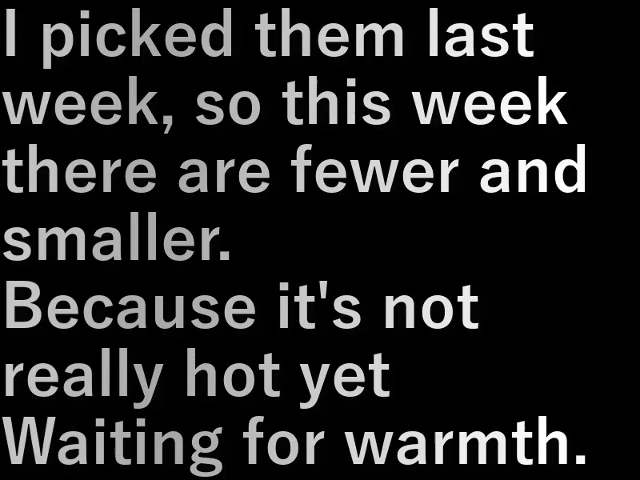 I picked them last
week, so this week
there are fewer and
smaller.
Because it's not
really hot yet
Waiting for warmth.